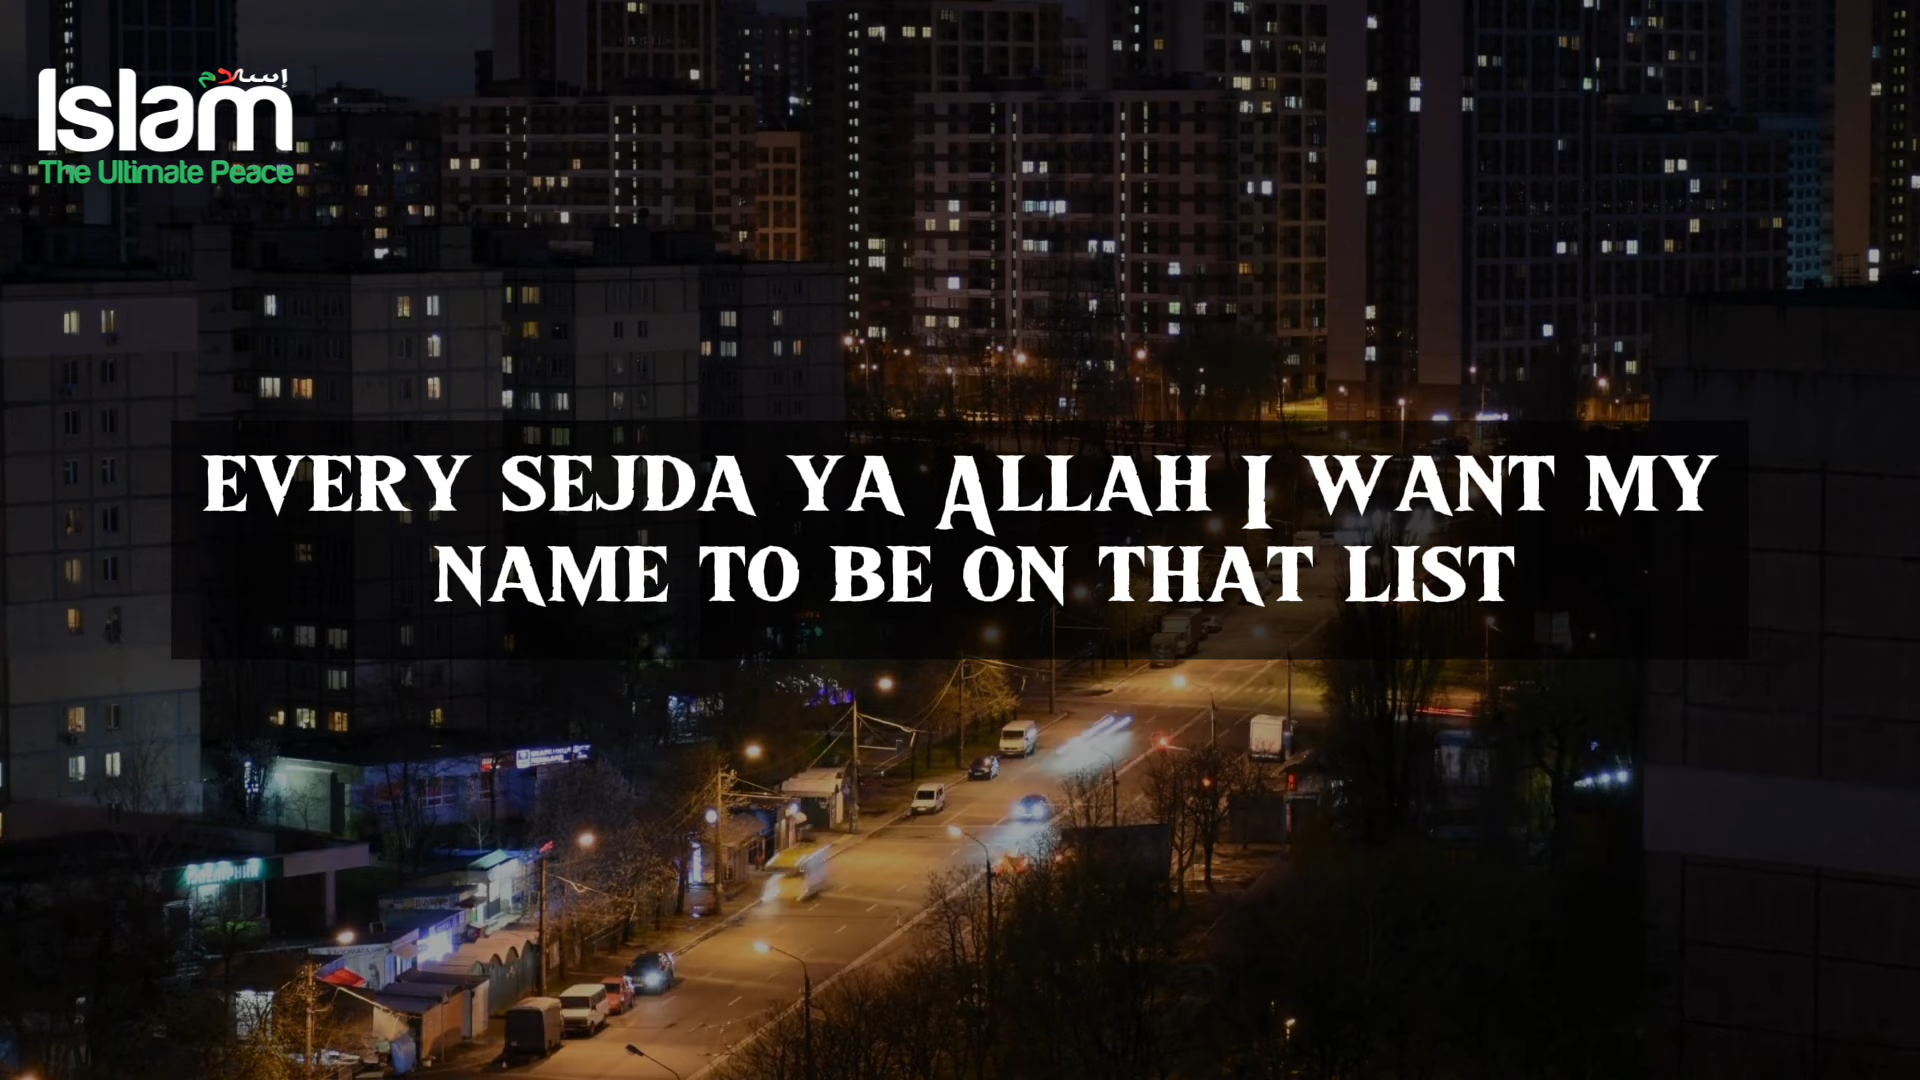 إسلام
Islam
The Ultimate Peace
EVERY SEJDA YA ALLAH I WANT MY
NAME TO BE ON THAT LIST